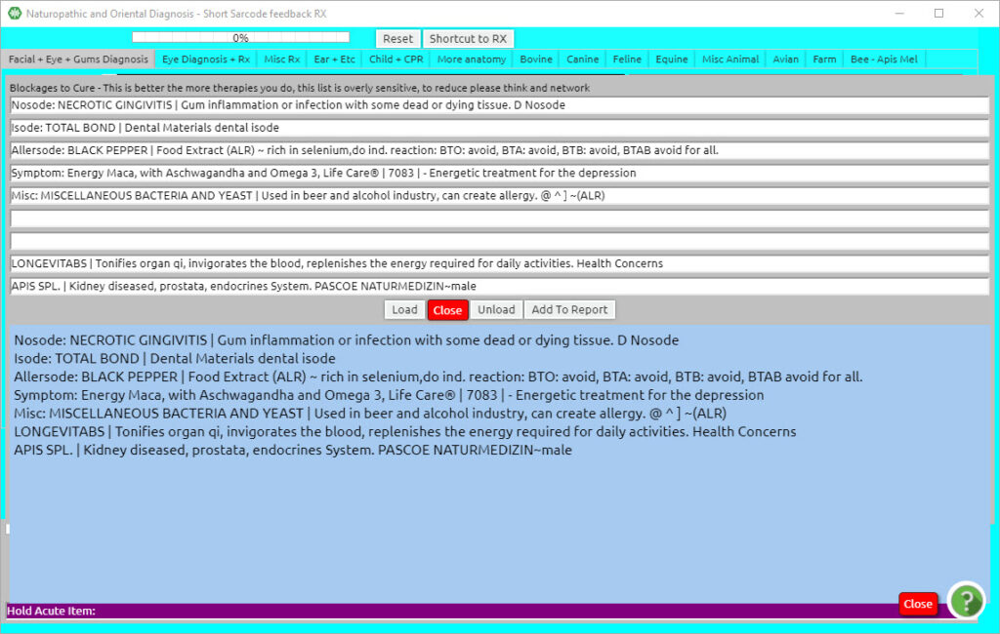 Naturopathic and Oriental Diagnosis - Short Sarcode feedback RX
0% Reset Shortcut to RX
Facial + Eye + Gums Diagnosis Eye Diagnosis + Rx Misc Rx Ear + Etc Child + CPR More anatomy Bovine Canine Feline Equine Misc Animal Avian Farm Bee - Apis Mel
Blockages to Cure - This is better the more therapies you do, this list is overly sensitive, to reduce please think and network
Nosode: NECROTIC GINGIVITIS | Gum inflammation or infection with some dead or dying tissue. D Nosode
Isode: TOTAL BOND | Dental Materials dental isode
Allersode: BLACK PEPPER | Food Extract (ALR) ~ rich in selenium,do ind. reaction: BTO: avoid, BTA: avoid, BTB: avoid, BTAB avoid for all.
Symptom: Energy Maca, with Aschwagandha and Omega 3, Life Care® | 7083 | - Energetic treatment for the depression
Misc: MISCELLANEOUS BACTERIA AND YEAST | Used in beer and alcohol industry, can create allergy. @ ^ ] ~(ALR)
LONGEVITABS | Tonifies organ qi, invigorates the blood, replenishes the energy required for daily activities. Health Concerns
APIS SPL. | Kidney diseased, prostata, endocrines System. PASCOE NATURMEDIZIN~male
Load Close Unload Add To Report
Nosode: NECROTIC GINGIVITIS | Gum inflammation or infection with some dead or dying tissue. D Nosode
Isode: TOTAL BOND | Dental Materials dental isode
Allersode: BLACK PEPPER | Food Extract (ALR) ~ rich in selenium,do ind. reaction: BTO: avoid, BTA: avoid, BTB: avoid, BTAB avoid for all.
Symptom: Energy Maca, with Aschwagandha and Omega 3, Life Care® | 7083 | - Energetic treatment for the depression
Misc: MISCELLANEOUS BACTERIA AND YEAST | Used in beer and alcohol industry, can create allergy. @ ^ ] ~(ALR)
LONGEVITABS | Tonifies organ qi, invigorates the blood, replenishes the energy required for daily activities. Health Concerns
APIS SPL. | Kidney diseased, prostata, endocrines System. PASCOE NATURMEDIZIN~male
Close ?
Hold Acute Item: